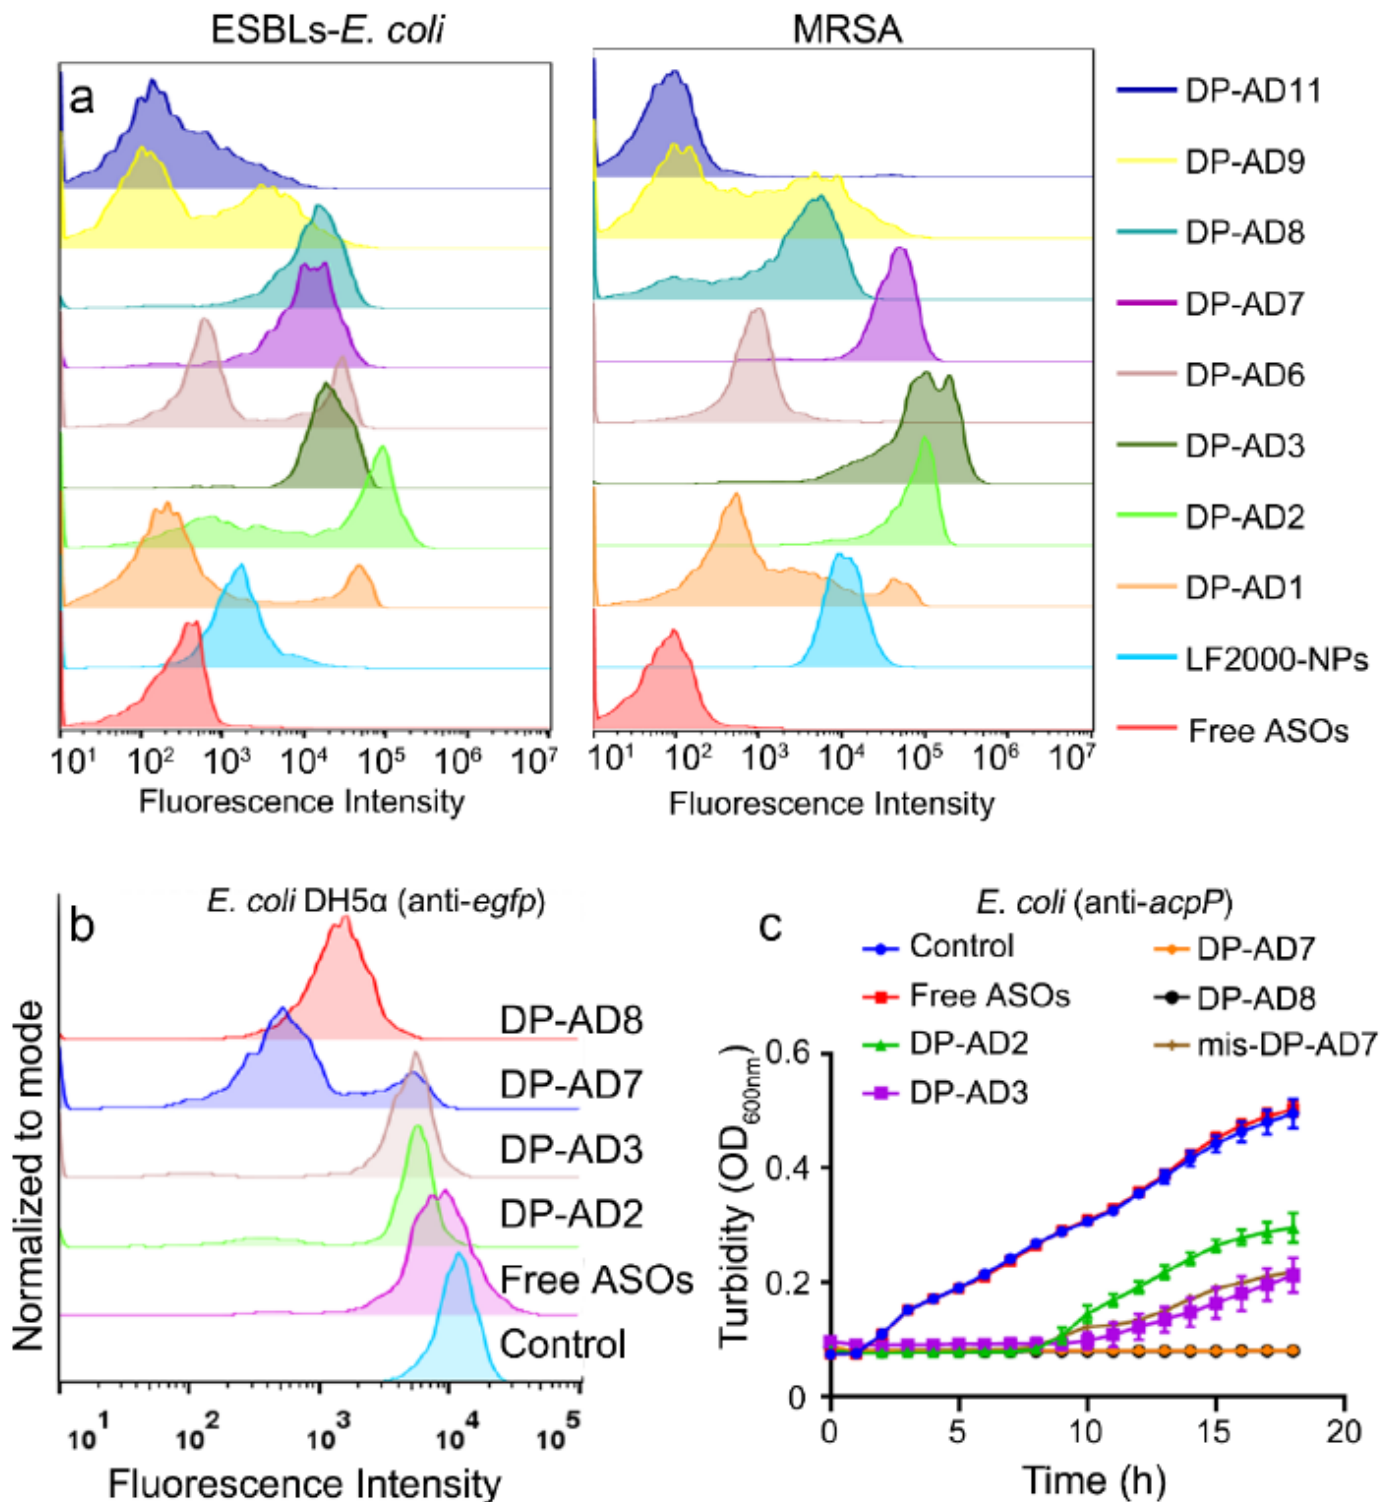 ESBLs-E. coli
MRSA
a
DP-AD11
DP-AD9
DP-AD8
DP-AD7
DP-AD6
DP-AD3
DP-AD2
DP-AD1
LF2000-NPs
Free ASOs
10¹ 10² 10³ 10⁴ 10⁵ 10⁶ 10⁷
Fluorescence Intensity
10¹ 10² 10³ 10⁴ 10⁵ 10⁶ 10⁷
Fluorescence Intensity
b
E. coli DH5α (anti-egfp)
Normalized to mode
DP-AD8
DP-AD7
DP-AD3
DP-AD2
Free ASOs
Control
10¹ 10² 10³ 10⁴ 10⁵
Fluorescence Intensity
c
E. coli (anti-acpP)
Control
Free ASOs
DP-AD2
DP-AD3
DP-AD7
DP-AD8
mis-DP-AD7
Turbidity (OD₆₀₀ₙₘ)
0.6
0.4
0.2
0
0 5 10 15 20
Time (h)